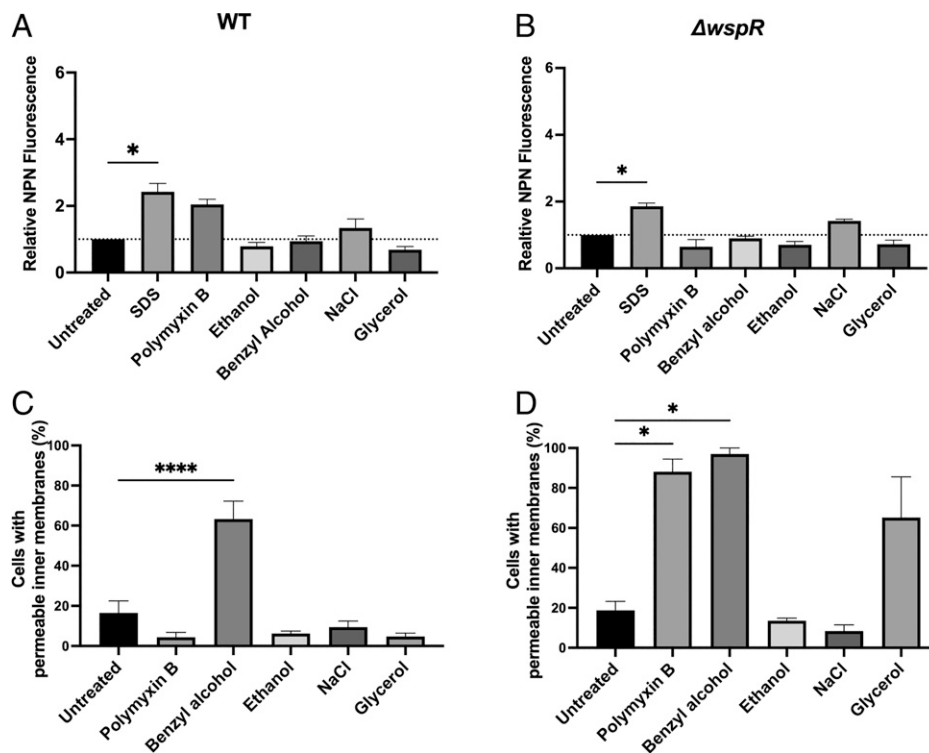 A
WT
Relative NPN Fluorescence
6
4
2
0
*
Untreated
SDS
Polymyxin B
Ethanol
Benzyl Alcohol
NaCl
Glycerol
B
ΔwspR
Realtive NPN Fluorescence
6
4
2
0
*
Untreated
SDS
Polymyxin B
Benzyl alcohol
Ethanol
NaCl
Glycerol
C
Cells with
permeable inner membranes (%)
100
80
60
40
20
0
****
Untreated
Polymyxin B
Benzyl alcohol
Ethanol
NaCl
Glycerol
D
Cells with
permeable inner membranes (%)
100
80
60
40
20
0
*
*
Untreated
Polymyxin B
Benzyl alcohol
Ethanol
NaCl
Glycerol